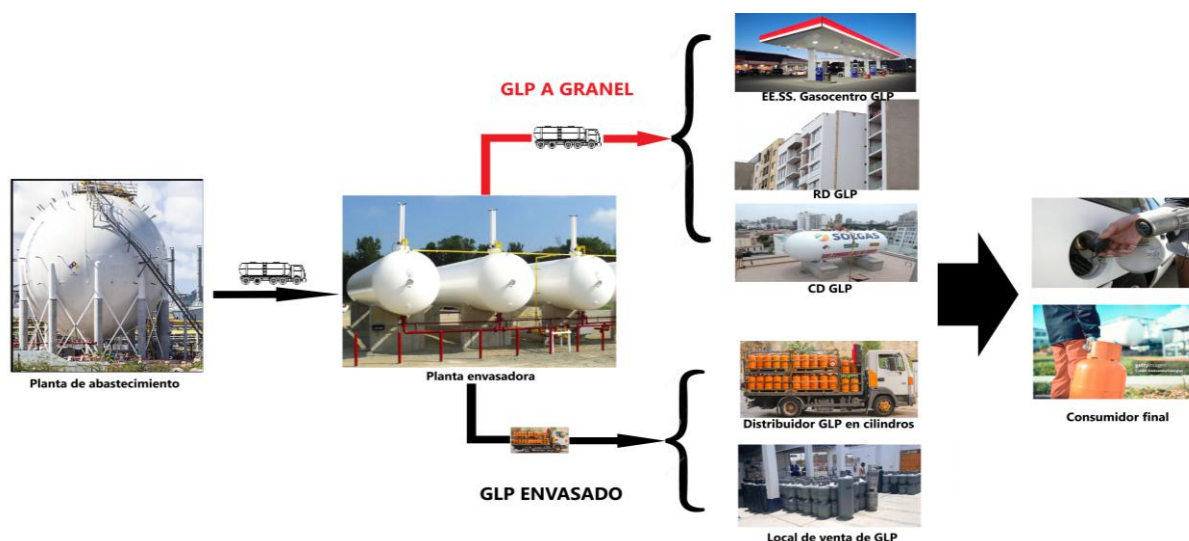 GLP A GRANEL
EE.SS. Gasocentro GLP
RD GLP
SOLGAS
CD GLP
Planta de abastecimiento
Planta envasadora
Distribuidor GLP en cilindros
Consumidor final
GLP ENVASADO
Local de venta de GLP